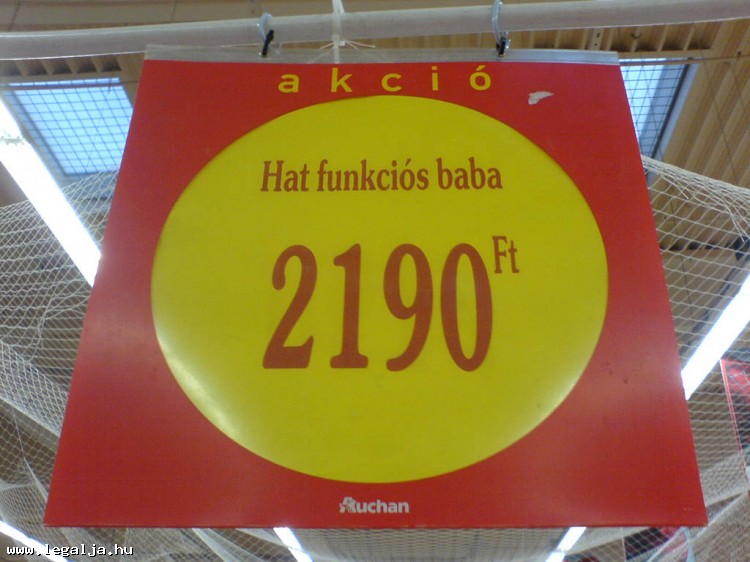 akció
Hat funkciós baba
2190 Ft
Auchan
www.legalja.hu